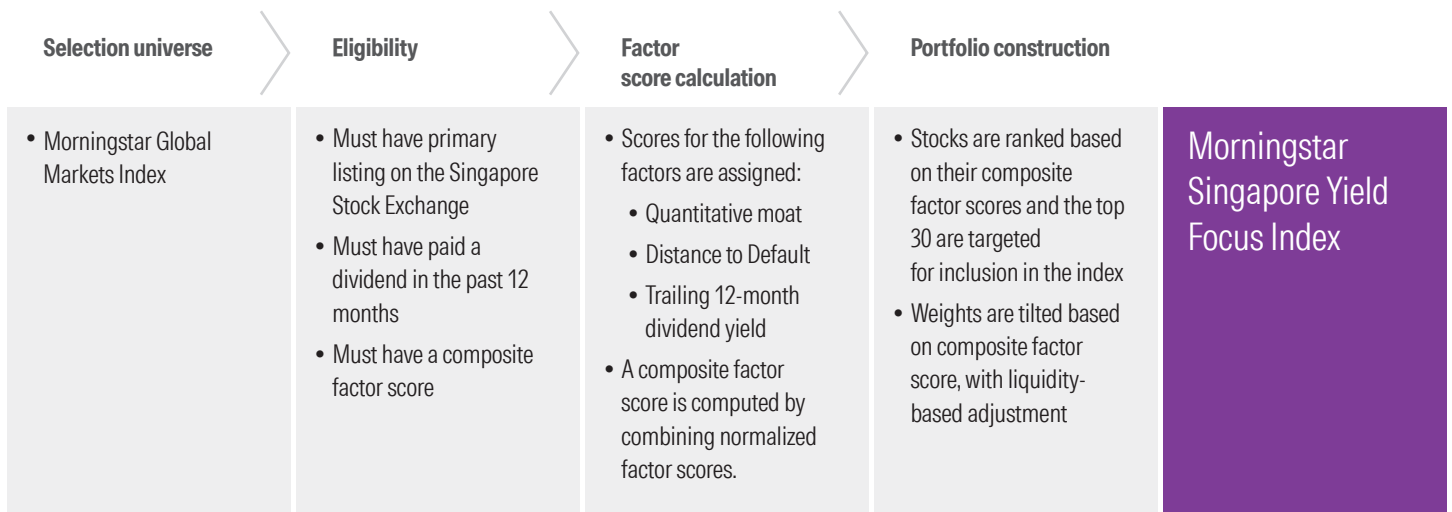 Selection universe
Eligibility
Factor
score calculation
Portfolio construction
• Morningstar Global
Markets Index
• Must have primary
listing on the Singapore
Stock Exchange
• Must have paid a
dividend in the past 12
months
• Must have a composite
factor score
• Scores for the following
factors are assigned:
• Quantitative moat
• Distance to Default
• Trailing 12-month
dividend yield
• A composite factor
score is computed by
combining normalized
factor scores.
• Stocks are ranked based
on their composite
factor scores and the top
30 are targeted
for inclusion in the index
• Weights are tilted based
on composite factor
score, with liquidity-
based adjustment
Morningstar
Singapore Yield
Focus Index